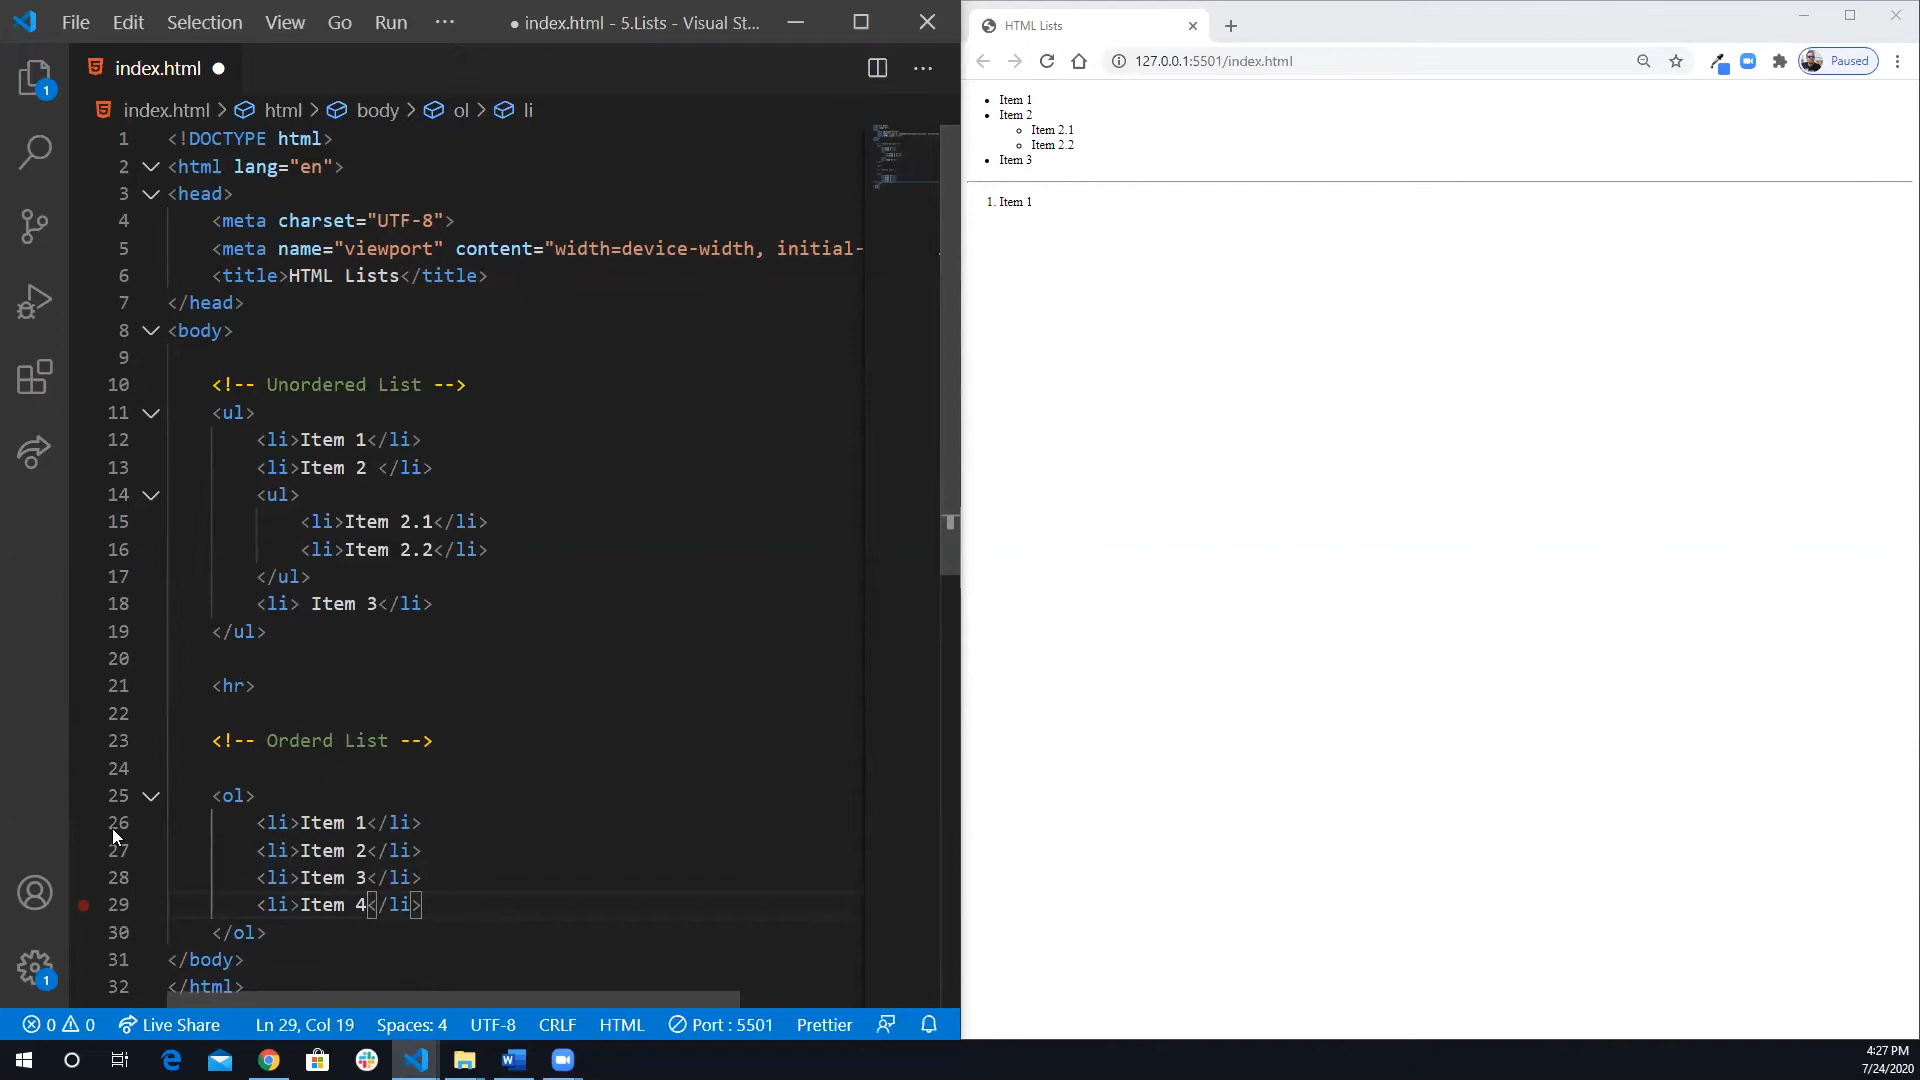 File Edit Selection View Go Run ··· ● index.html - 5.Lists - Visual St...
index.html
index.html > html > body > ol > li
1 <!DOCTYPE html>
2 <html lang="en">
3 <head>
4 <meta charset="UTF-8">
5 <meta name="viewport" content="width=device-width, initial-
6 <title>HTML Lists</title>
7 </head>
8 <body>
9
10 <!-- Unordered List -->
11 <ul>
12 <li>Item 1</li>
13 <li>Item 2 </li>
14 <ul>
15 <li>Item 2.1</li>
16 <li>Item 2.2</li>
17 </ul>
18 <li> Item 3</li>
19 </ul>
20
21 <hr>
22
23 <!-- Orderd List -->
24
25 <ol>
26 <li>Item 1</li>
27 <li>Item 2</li>
28 <li>Item 3</li>
29 <li>Item 4</li>
30 </ol>
31 </body>
32 </html>
1
1
0 0 Live Share Ln 29, Col 19 Spaces: 4 UTF-8 CRLF HTML Port : 5501 Prettier
HTML Lists
127.0.0.1:5501/index.html Paused
• Item 1
• Item 2
◦ Item 2.1
◦ Item 2.2
• Item 3
1. Item 1
4:27 PM
7/24/2020